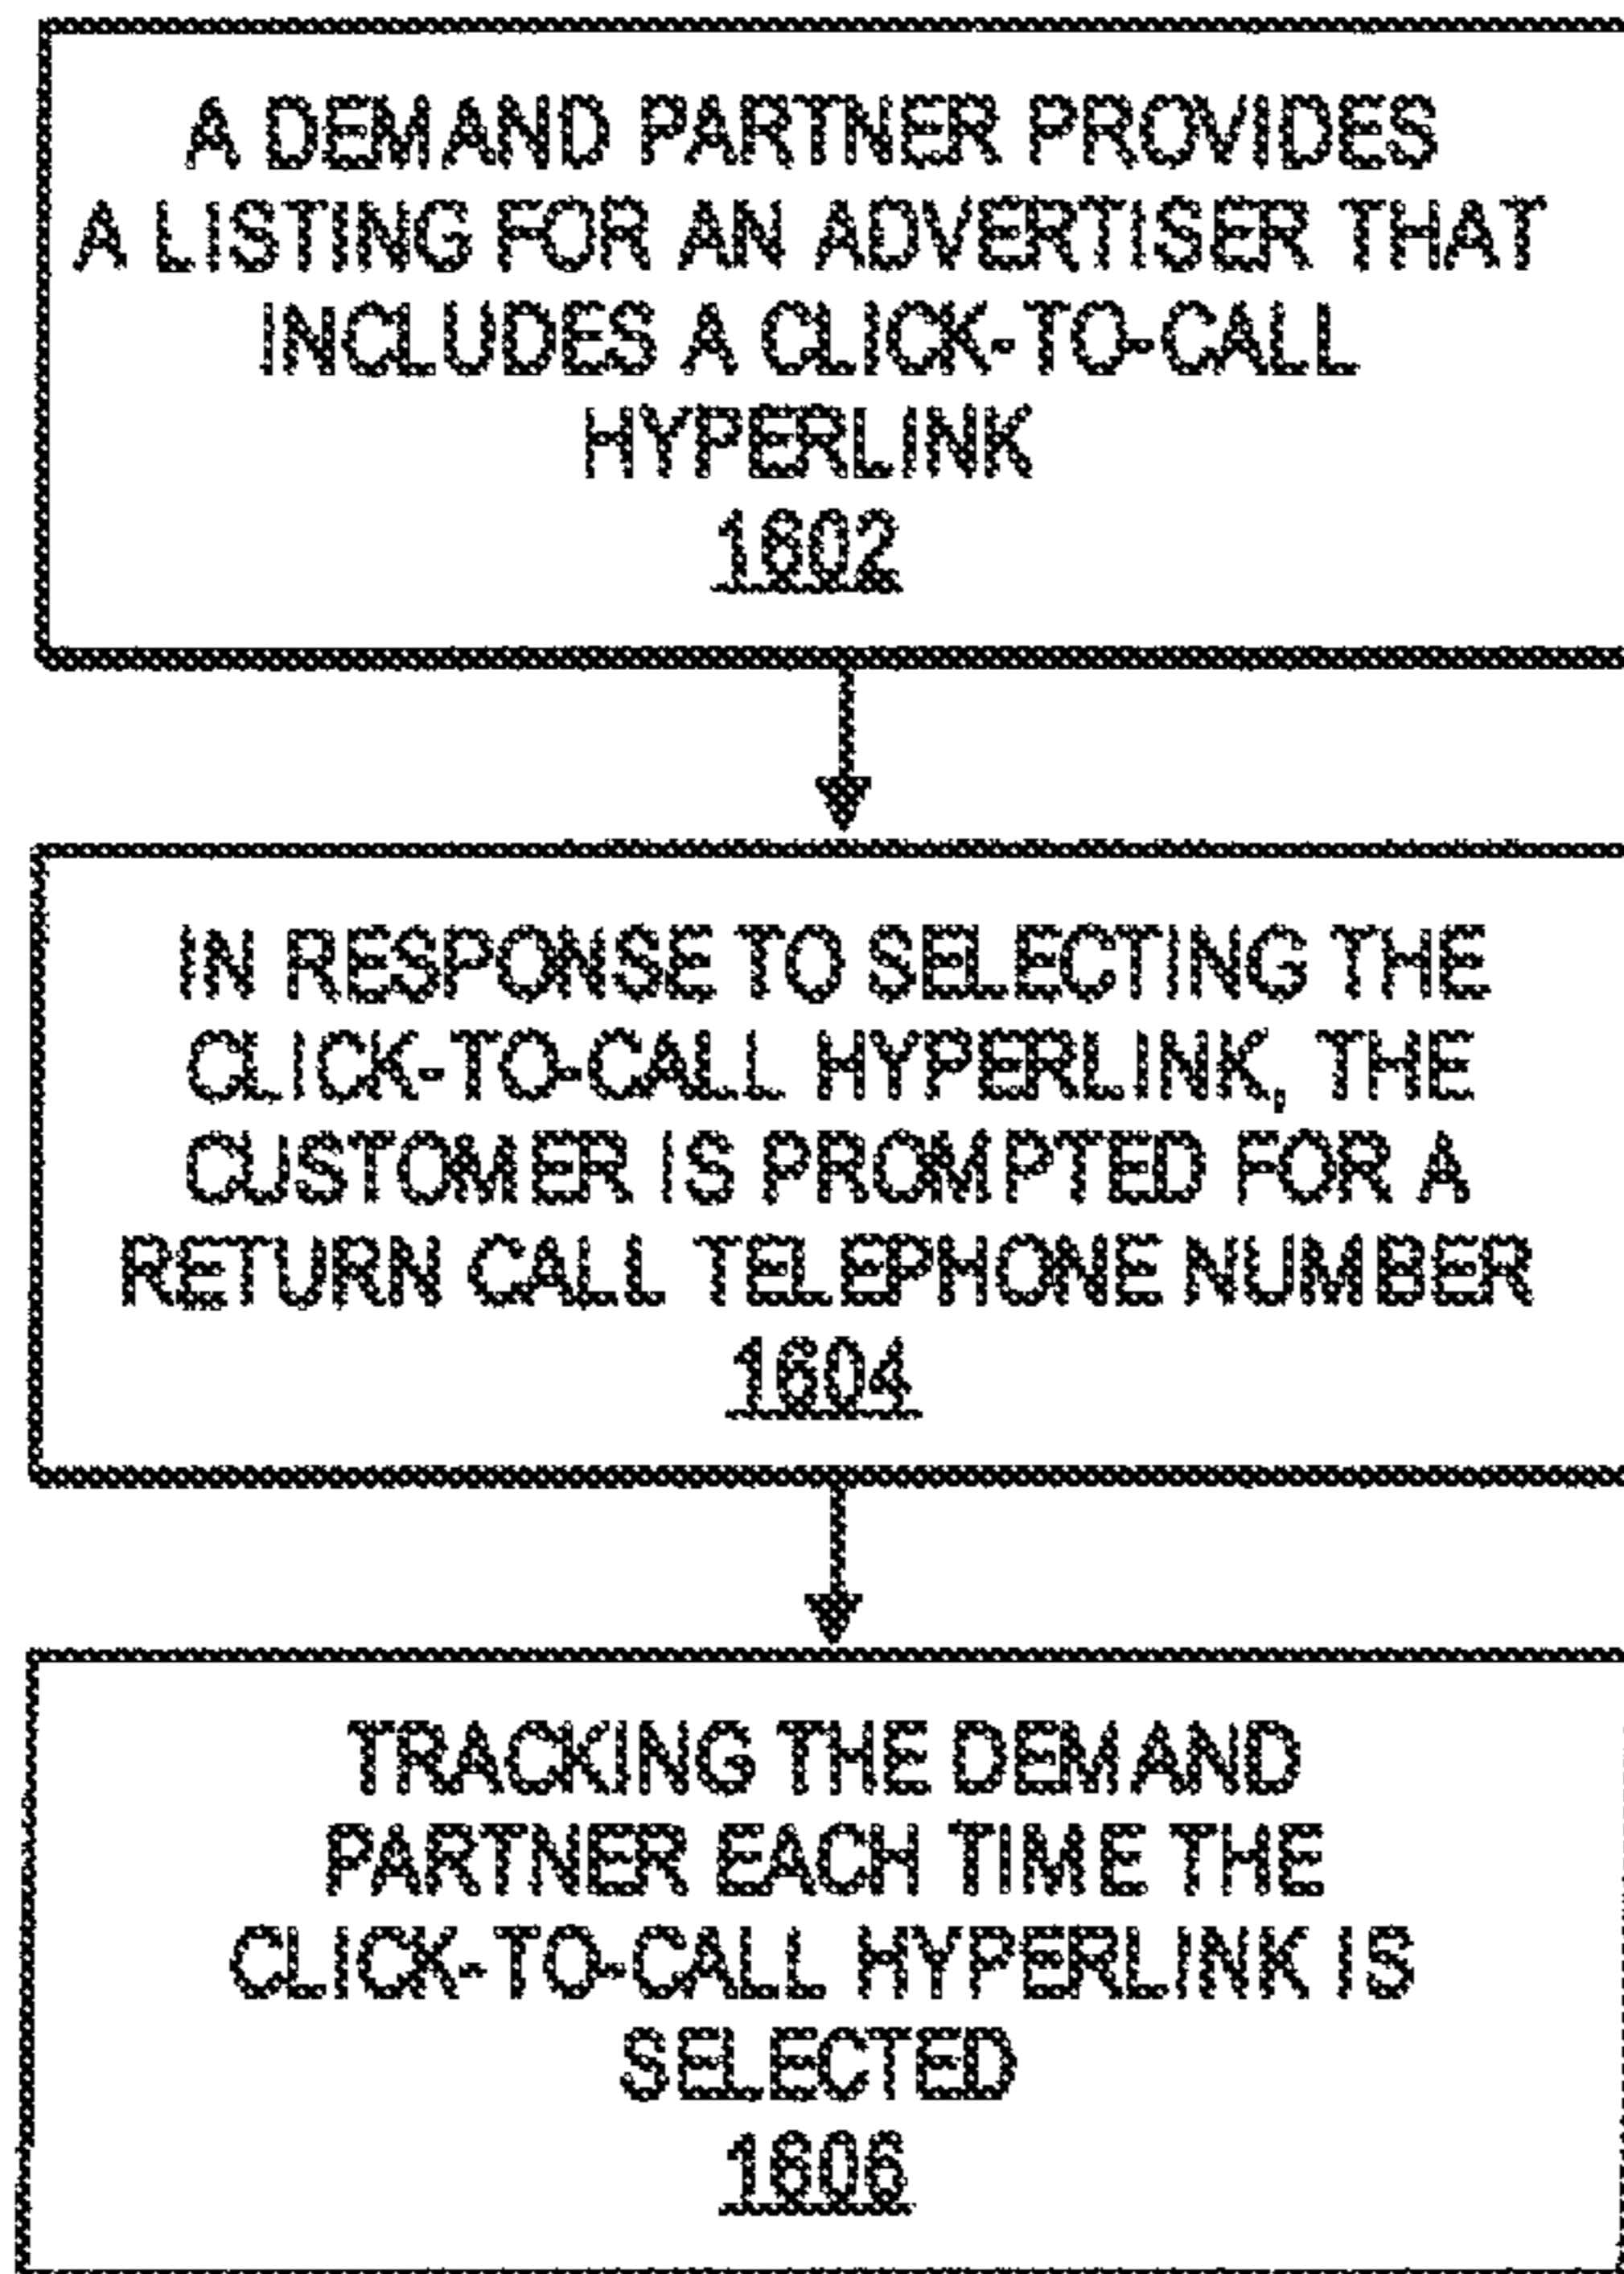 A DEMAND PARTNER PROVIDES
A LISTING FOR AN ADVERTISER THAT
INCLUDES A CLICK-TO-CALL
HYPERLINK
1602
IN RESPONSE TO SELECTING THE
CLICK-TO-CALL HYPERLINK, THE
CUSTOMER IS PROMPTED FOR A
RETURN CALL TELEPHONE NUMBER
1604
TRACKING THE DEMAND
PARTNER EACH TIME THE
CLICK-TO-CALL HYPERLINK IS
SELECTED
1606